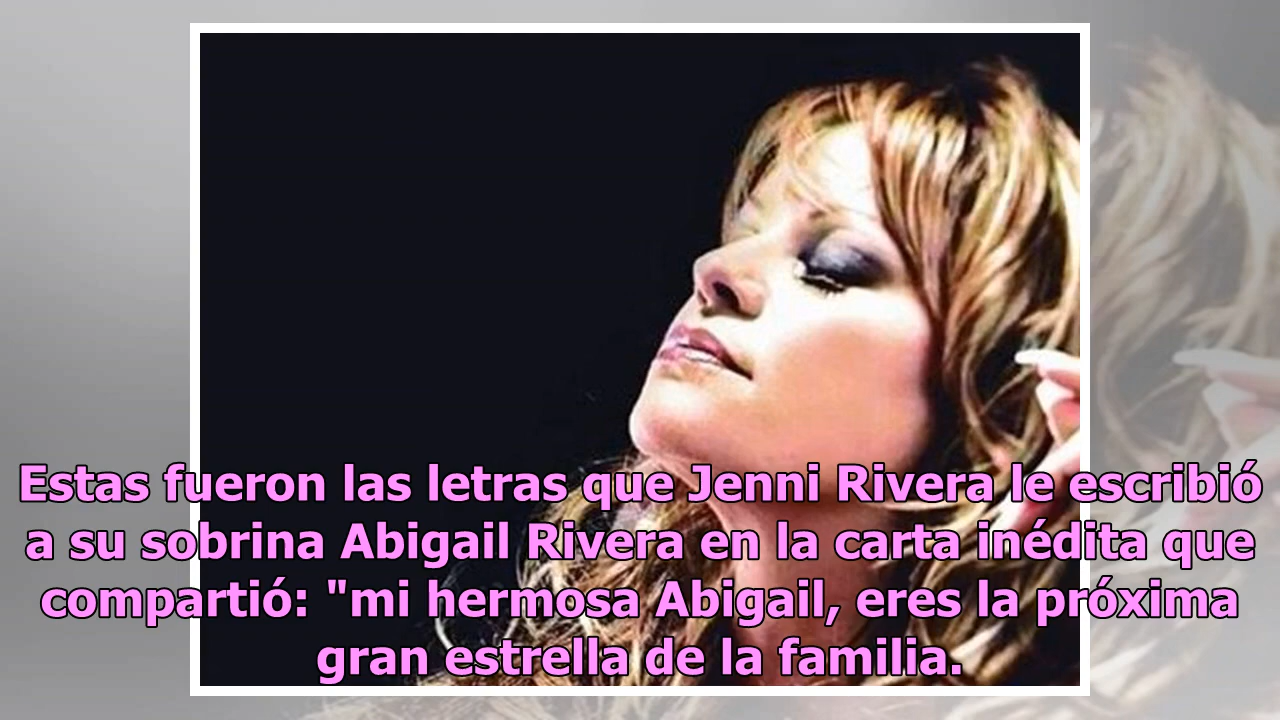 Estas fueron las letras que Jenni Rivera le escribió
a su sobrina Abigail Rivera en la carta inédita que
compartió: "mi hermosa Abigail, eres la próxima
gran estrella de la familia.